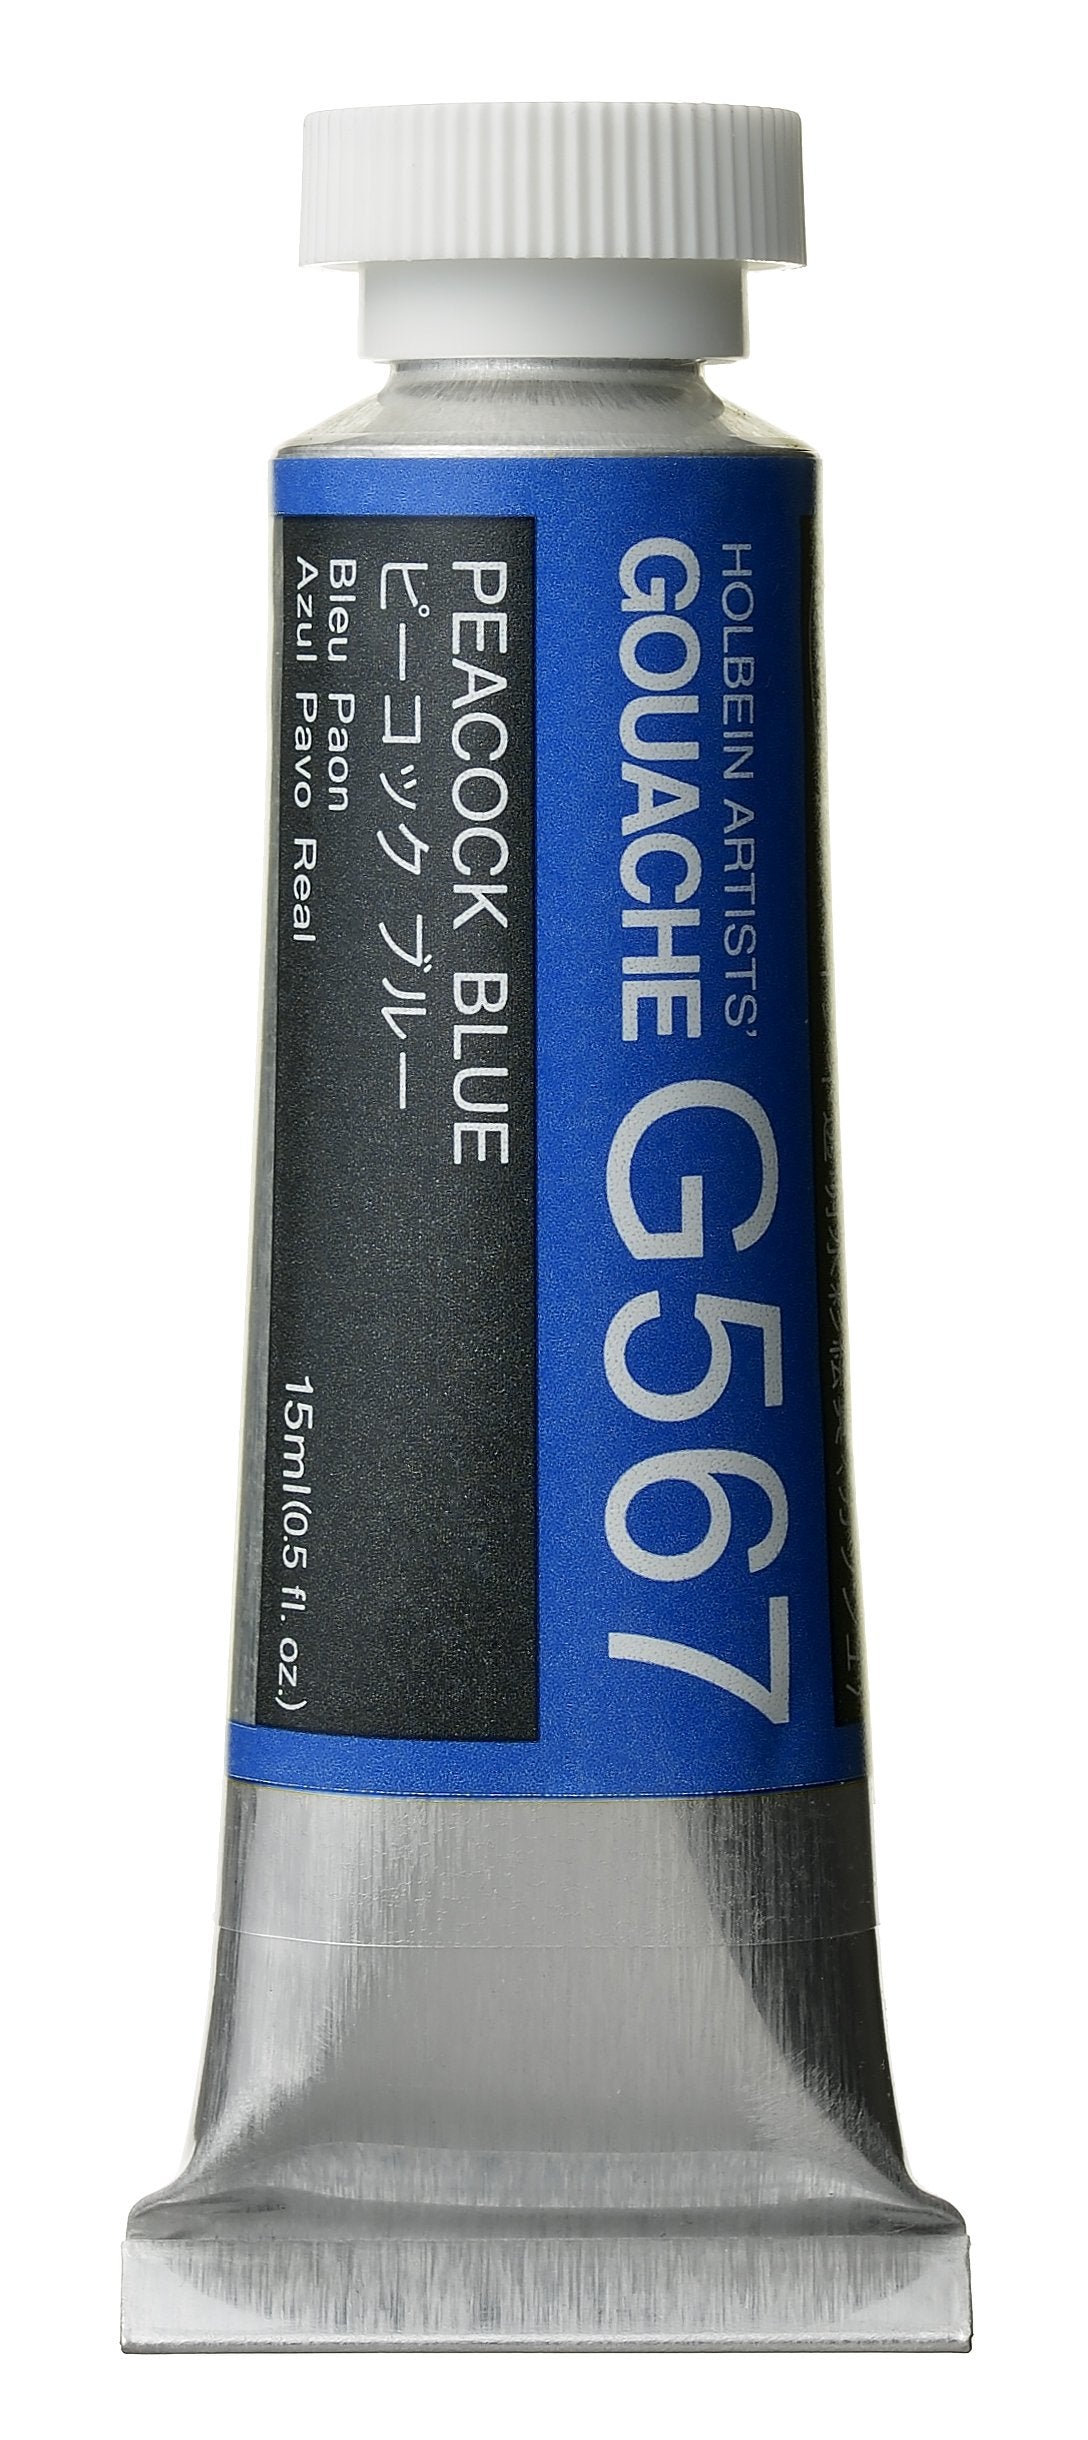 HOLBEIN ARTISTS'
GOUACHE G567
PEACOCK BLUE
ピーコック ブルー
Bleu Paon
Azul Pavo Real
15ml(0.5 fl. oz.)